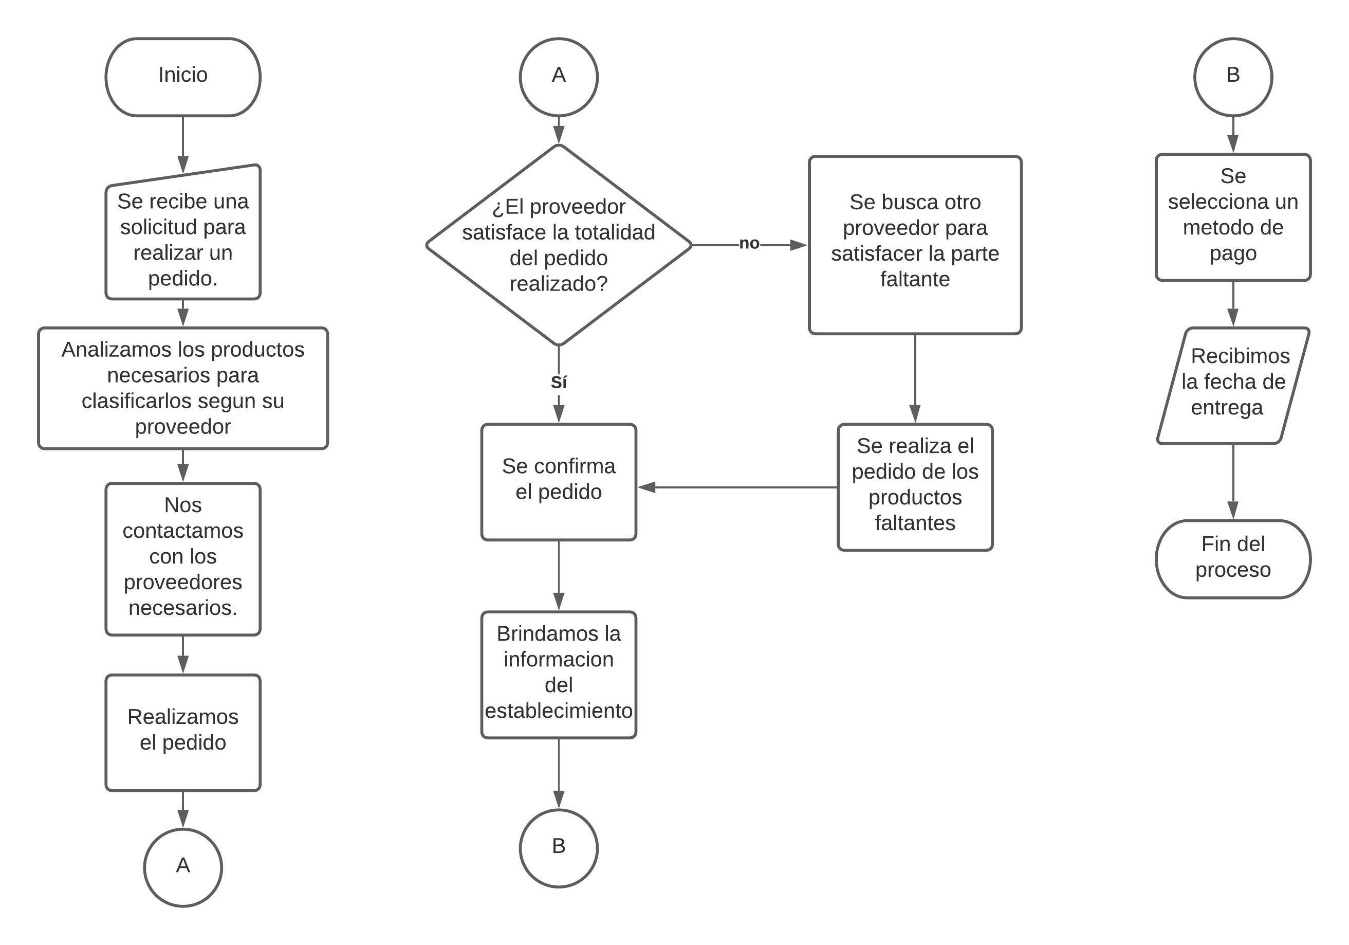 Inicio
Se recibe una
solicitud para
realizar un
pedido.
Analizamos los productos
necesarios para
clasificarlos segun su
proveedor
Nos
contactamos
con los
proveedores
necesarios.
Realizamos
el pedido
A
A
¿El proveedor
satisface la totalidad
del pedido
realizado?
no
Se busca otro
proveedor para
satisfacer la parte
faltante
Sí
Se confirma
el pedido
Se realiza el
pedido de los
productos
faltantes
Brindamos la
informacion
del
establecimiento
B
B
Se
selecciona un
metodo de
pago
Recibimos
la fecha de
entrega
Fin del
proceso